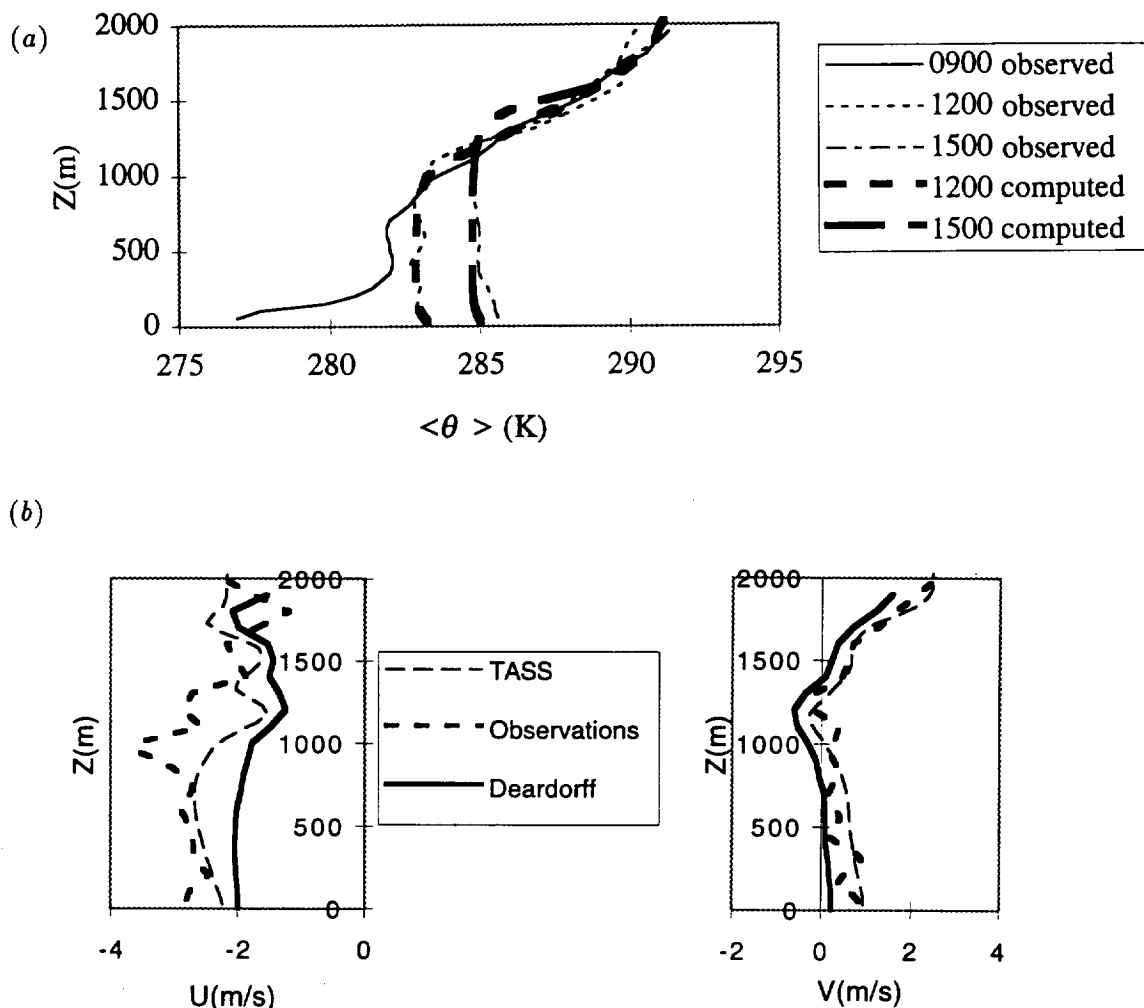 (a)
2000
1500
1000
500
0
Z(m)
275 280 285 290 295
<θ > (K)
0900 observed
1200 observed
1500 observed
1200 computed
1500 computed
(b)
2000
1500
1000
500
0
Z(m)
-4 -2 0
U(m/s)
TASS
Observations
Deardorff
2000
1500
1000
500
0
Z(m)
-2 0 2 4
V(m/s)